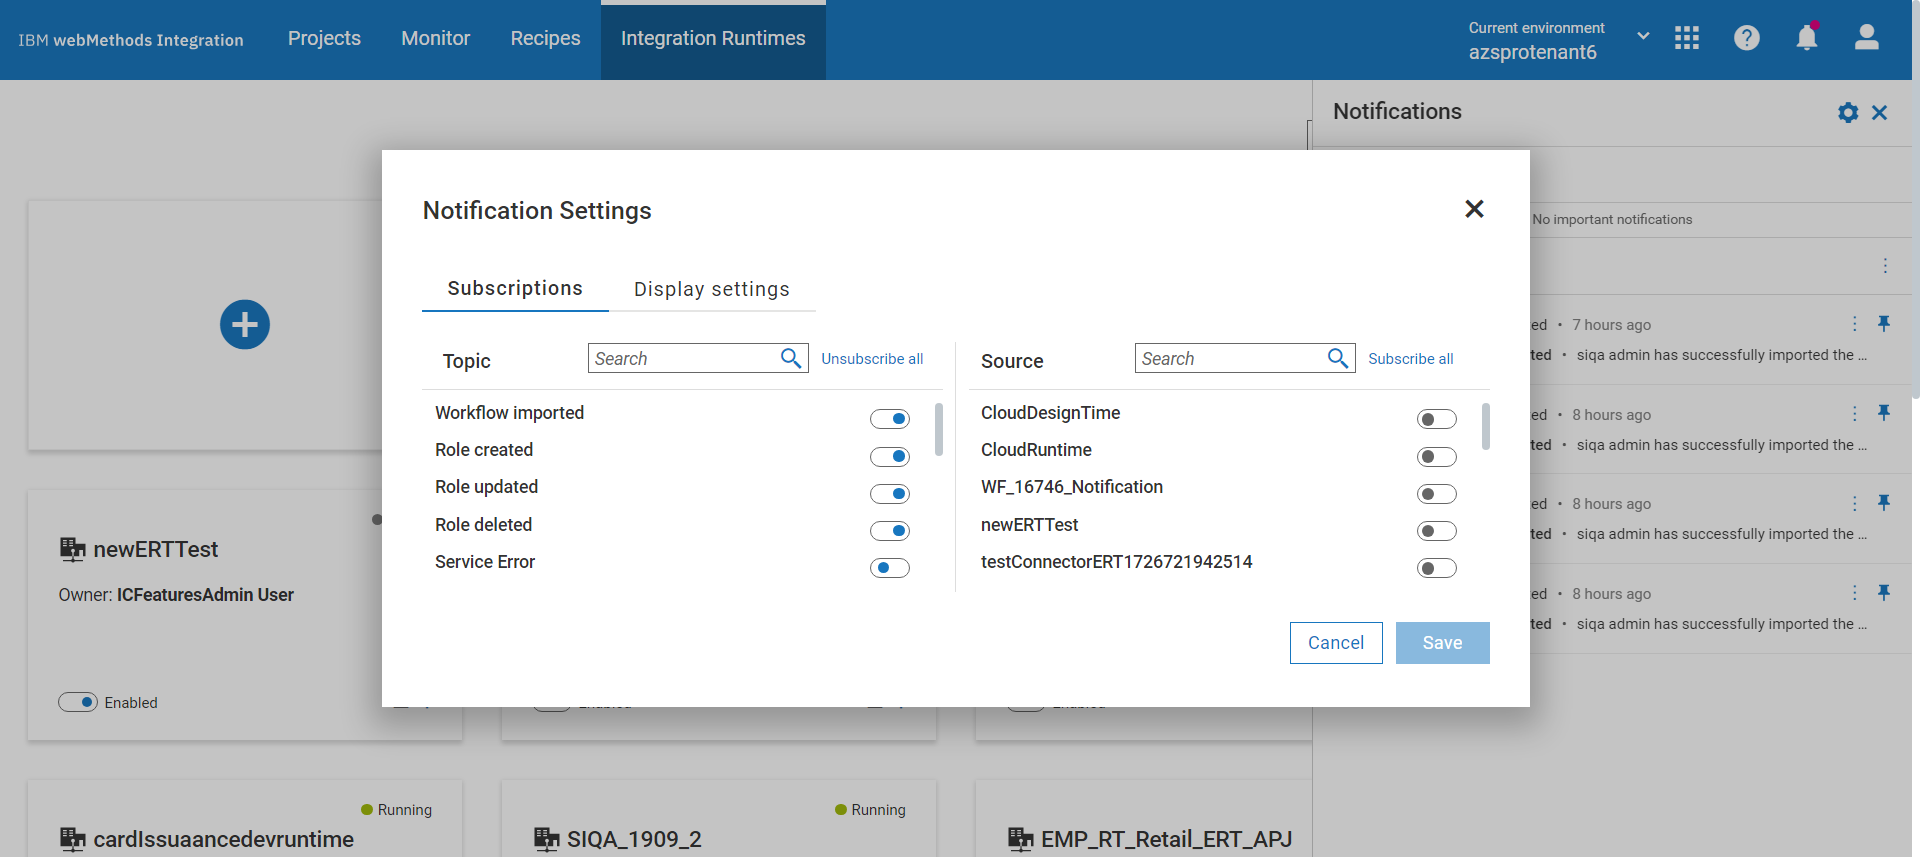 IBM webMethods Integration
Projects
Monitor
Recipes
Integration Runtimes
Current environment
azsprotenant6
Notifications
No important notifications
Notification Settings
Subscriptions
Display settings
Topic
Search
Unsubscribe all
Source
Search
Subscribe all
Workflow imported
Role created
Role updated
Role deleted
Service Error
CloudDesignTime
CloudRuntime
WF_16746_Notification
newERTTest
testConnectorERT1726721942514
Cancel
Save
ed • 7 hours ago
ted • siqa admin has successfully imported the ...
ed • 8 hours ago
ted • siqa admin has successfully imported the ...
ed • 8 hours ago
ted • siqa admin has successfully imported the ...
ed • 8 hours ago
ted • siqa admin has successfully imported the ...
newERTTest
Owner: ICFeaturesAdmin User
Enabled
Running
cardIssuaancedevruntime
Running
SIQA_1909_2
EMP_RT_Retail_ERT_APJ